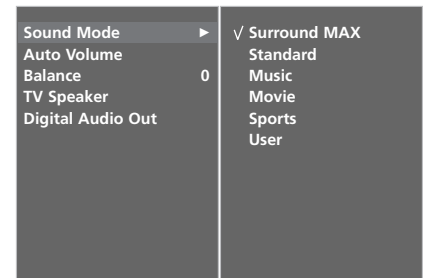 Sound Mode ►
Auto Volume
Balance 0
TV Speaker
Digital Audio Out
√ Surround MAX
Standard
Music
Movie
Sports
User